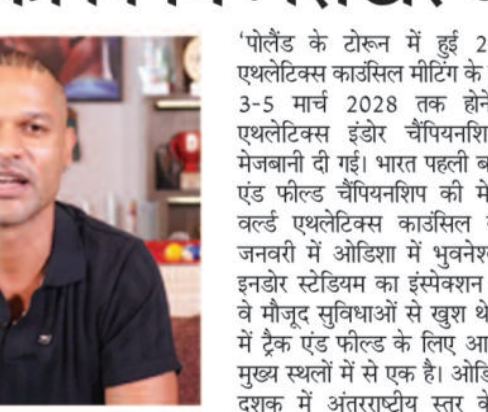 'पोलैंड के टोरून में हुई 2
एथलेटिक्स काउंसिल मीटिंग के
3-5 मार्च 2028 तक होने
एथलेटिक्स इंडोर चैंपियनशि
मेजबानी दी गई। भारत पहली ब
एंड फील्ड चैंपियनशिप की मे
वर्ल्ड एथलेटिक्स काउंसिल
जनवरी में ओडिशा में भुवनेश्व
इनडोर स्टेडियम का इंस्पेक्शन
वे मौजूद सुविधाओं से खुश थे
में ट्रैक एंड फील्ड के लिए आ
मुख्य स्थलों में से एक है। ओडि
दशक में अंतरराष्ट्रीय स्तर के